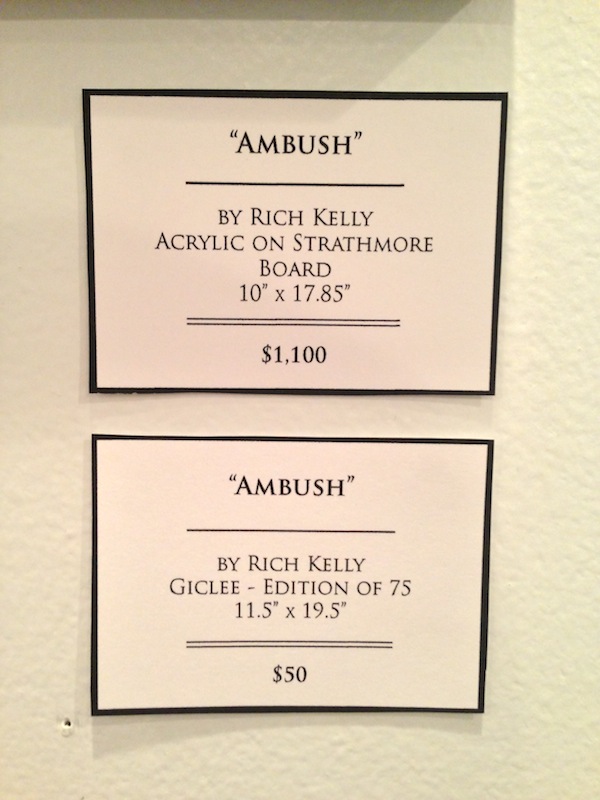 “Ambush”
by Rich Kelly
Acrylic on Strathmore
Board
10” x 17.85”
$1,100
“Ambush”
by Rich Kelly
Giclee - Edition of 75
11.5” x 19.5”
$50